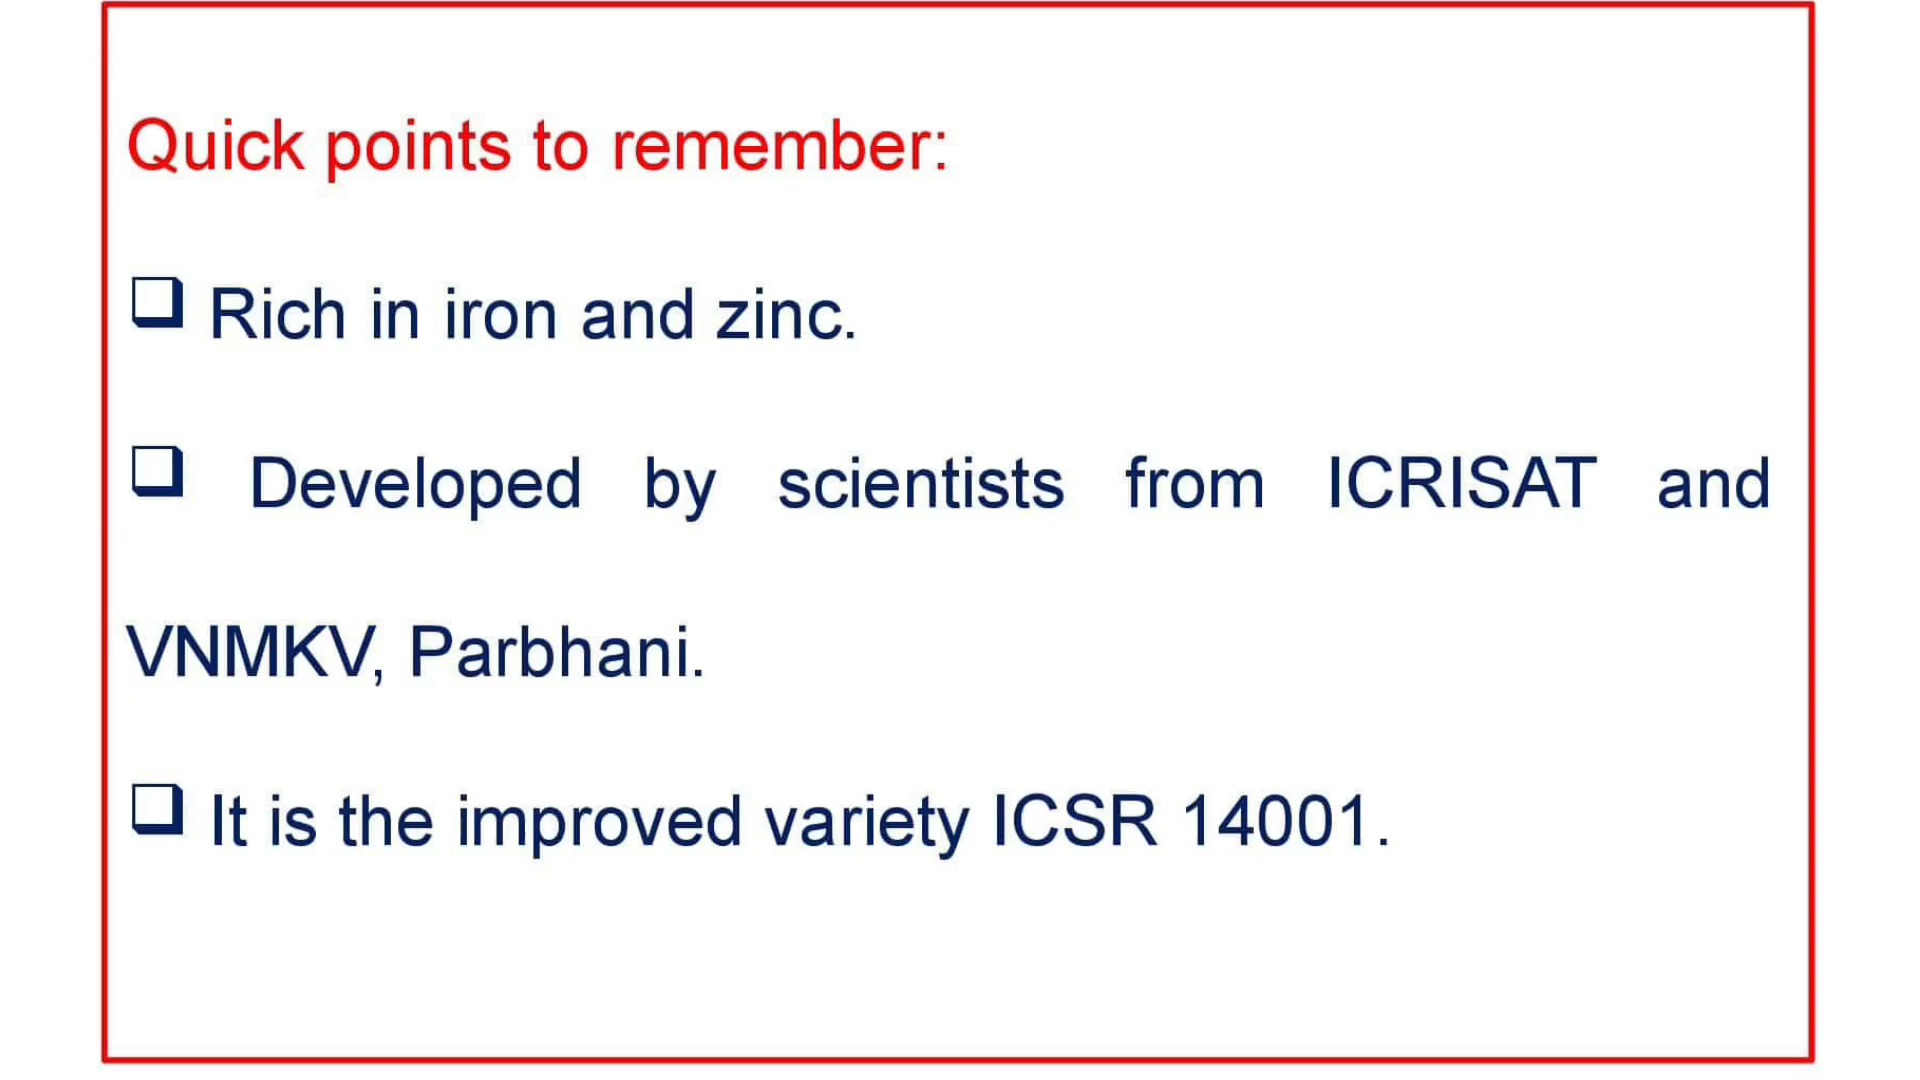 Quick points to remember:
❑ Rich in iron and zinc.
❑ Developed by scientists from ICRISAT and
VNMKV, Parbhani.
❑ It is the improved variety ICSR 14001.